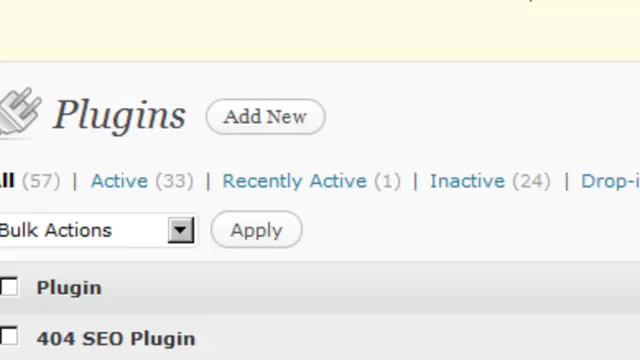 Plugins Add New
All (57) | Active (33) | Recently Active (1) | Inactive (24) | Drop-i
Bulk Actions Apply
Plugin
404 SEO Plugin